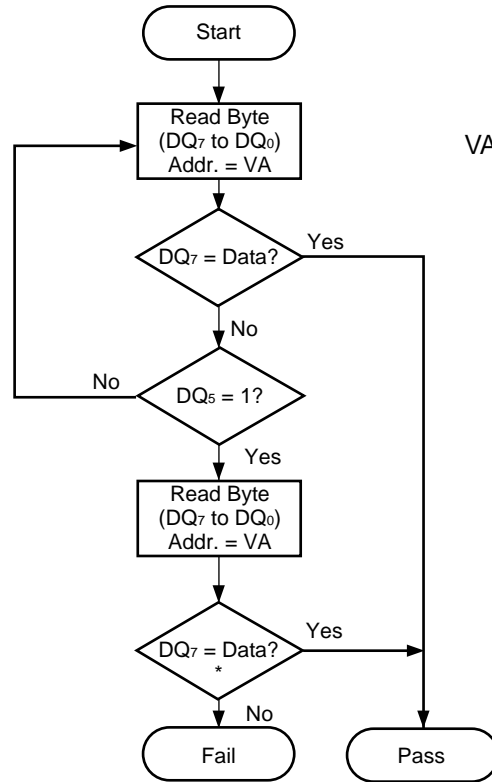 Start
Read Byte
(DQ7 to DQ0)
Addr. = VA
VA
DQ7 = Data?
Yes
No
No
DQ5 = 1?
Yes
Read Byte
(DQ7 to DQ0)
Addr. = VA
DQ7 = Data?
*
Yes
No
Fail
Pass